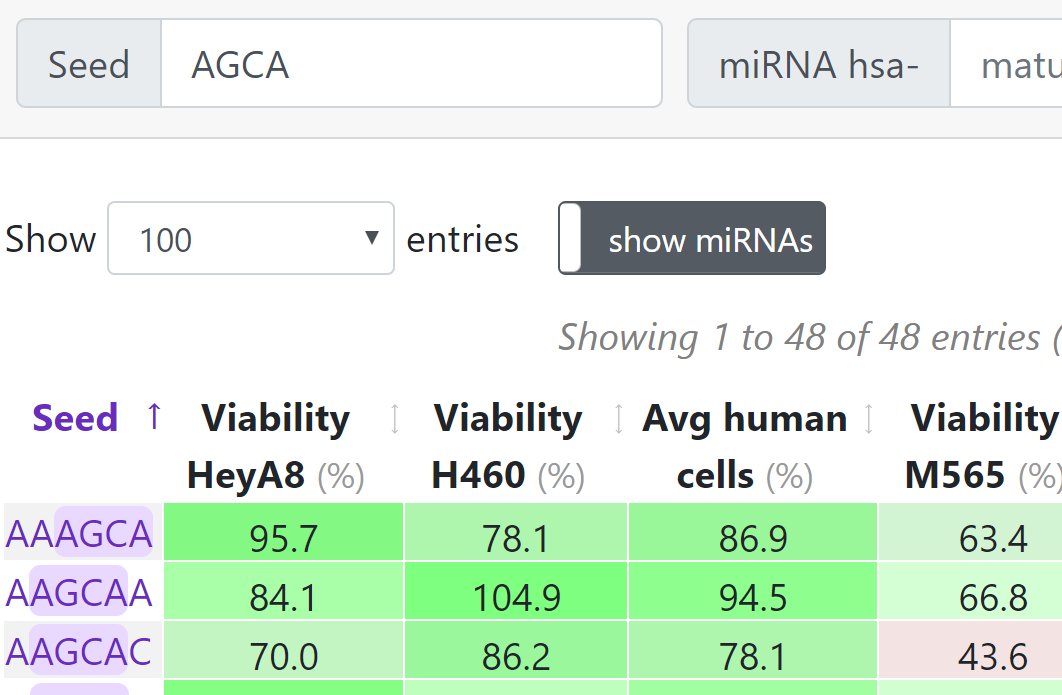 Seed AGCA miRNA hsa- matu
Show 100 entries show miRNAs
Showing 1 to 48 of 48 entries (
Seed ↑ Viability ↕ Viability ↕ Avg human ↕ Viability
HeyA8 (%) H460 (%) cells (%) M565 (%)
AAAGCA 95.7 78.1 86.9 63.4
AAGCAA 84.1 104.9 94.5 66.8
AAGCAC 70.0 86.2 78.1 43.6